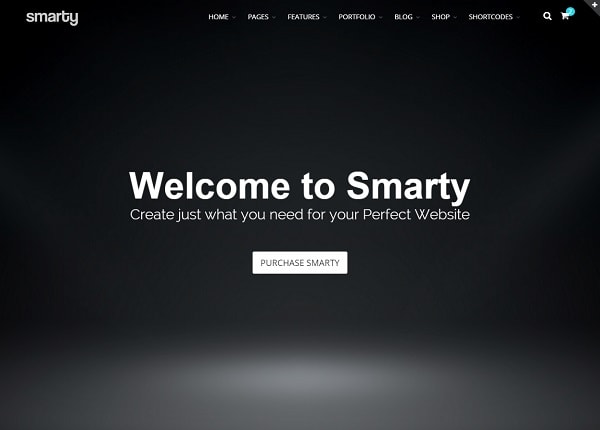 smarty
HOME PAGES FEATURES PORTFOLIO BLOG SHOP SHORTCODES
2
Welcome to Smarty
Create just what you need for your Perfect Website
PURCHASE SMARTY